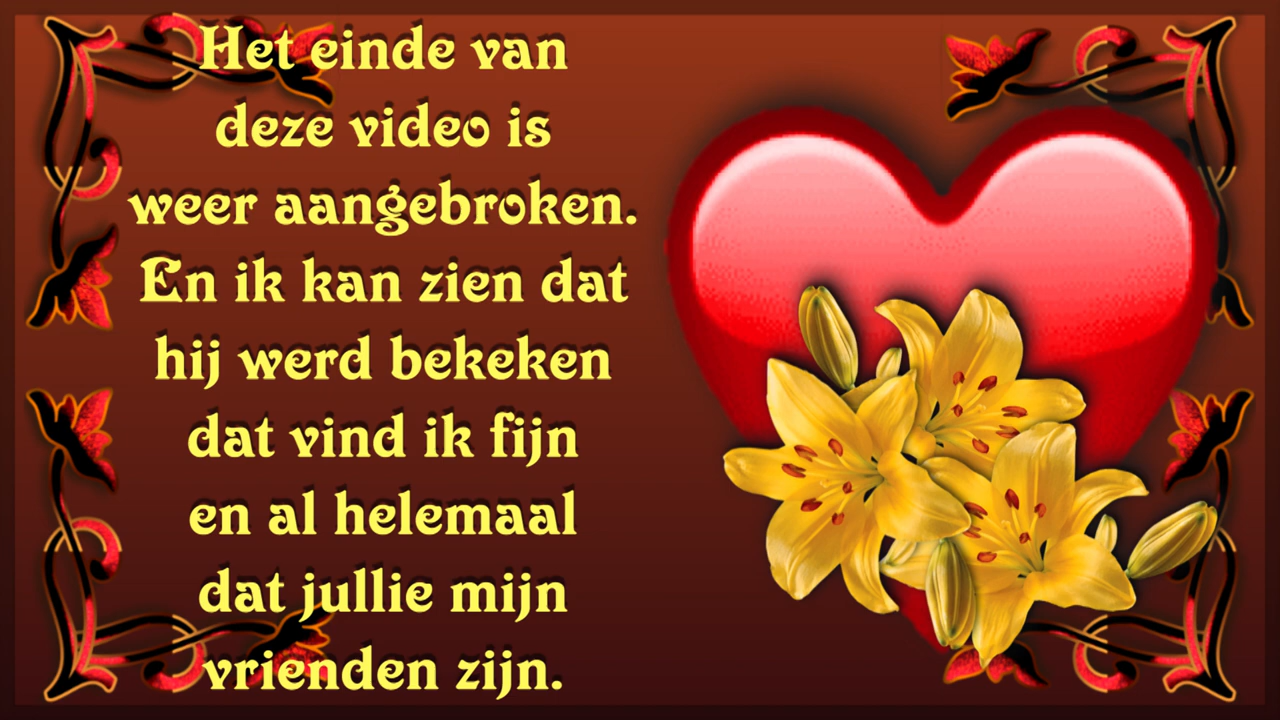 Het einde van
deze video is
weer aangebroken.
En ik kan zien dat
hij werd bekeken
dat vind ik fijn
en al helemaal
dat jullie mijn
vrienden zijn.